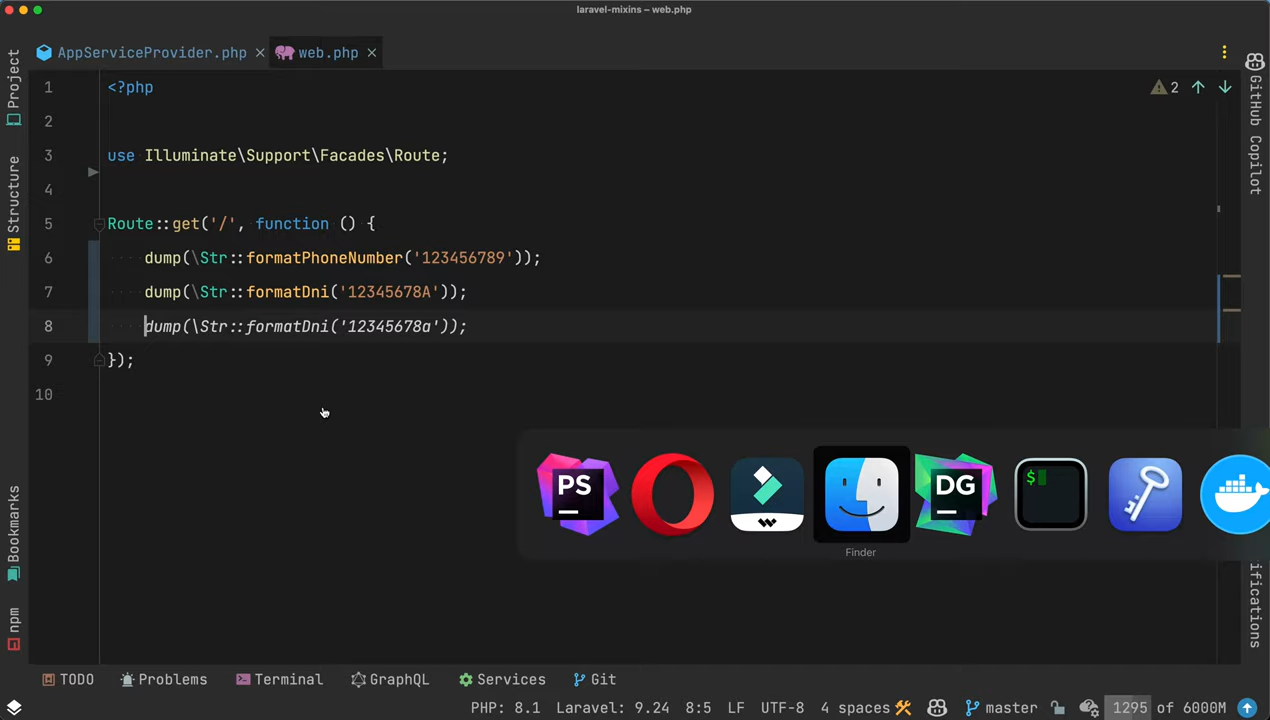 laravel-mixins – web.php
AppServiceProvider.php
web.php
Project
Structure
Bookmarks
npm
1 <?php
2
3 use Illuminate\Support\Facades\Route;
4
5 Route::get('/', function () {
6 dump(\Str::formatPhoneNumber('123456789'));
7 dump(\Str::formatDni('12345678A'));
8 dump(\Str::formatDni('12345678a'));
9 });
10
2
GitHub Copilot
ifications
PS
DG
$
Finder
TODO Problems Terminal GraphQL Services Git
PHP: 8.1 Laravel: 9.24 8:5 LF UTF-8 4 spaces master 1295 of 6000M